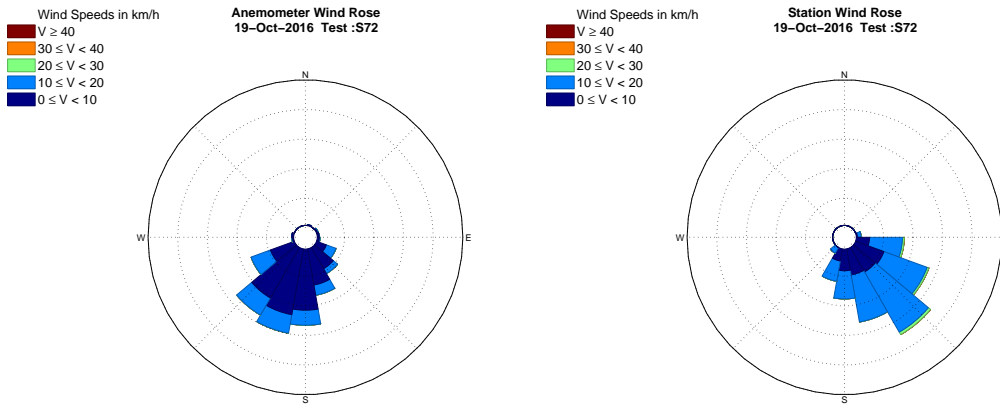 Wind Speeds in km/h
V ≥ 40
30 ≤ V < 40
20 ≤ V < 30
10 ≤ V < 20
0 ≤ V < 10
Anemometer Wind Rose
19−Oct−2016 Test :S72
N
W
E
S
Wind Speeds in km/h
V ≥ 40
30 ≤ V < 40
20 ≤ V < 30
10 ≤ V < 20
0 ≤ V < 10
Station Wind Rose
19−Oct−2016 Test :S72
N
W
S